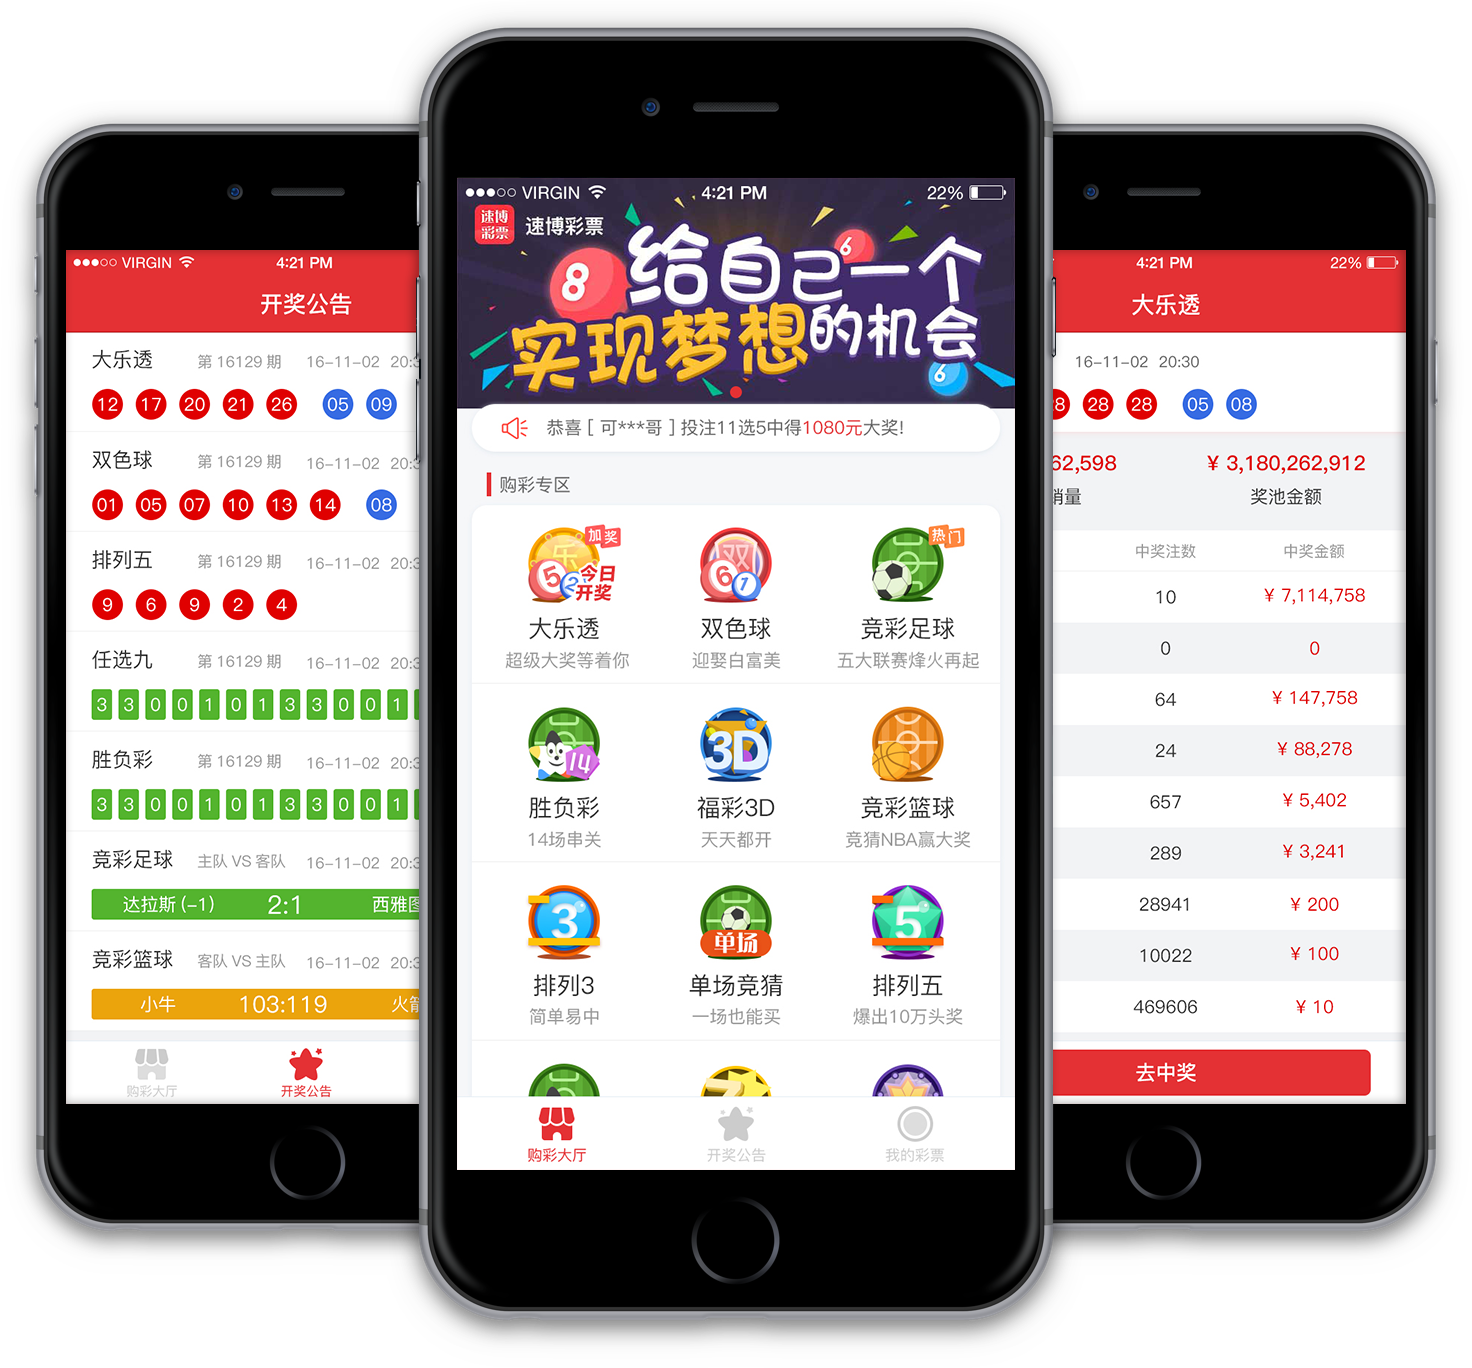 ●●●○○ VIRGIN 4:21 PM
开奖公告
大乐透 第 16129 期 16-11-02 20:3
12 17 20 21 26 05 09
双色球 第 16129 期 16-11-02 20:3
01 05 07 10 13 14 08
排列五 第 16129 期 16-11-02 20:3
9 6 9 2 4
任选九 第 16129 期 16-11-02 20:3
3 3 0 0 1 0 1 3 3 0 0 1
胜负彩 第 16129 期 16-11-02 20:3
3 3 0 0 1 0 1 3 3 0 0 1
竞彩足球 主队 VS 客队 16-11-02 20:3
达拉斯 (-1) 2:1 西雅图
竞彩篮球 客队 VS 主队 16-11-02 20:3
小牛 103:119 火箭
购彩大厅 开奖公告
●●●○○ VIRGIN 4:21 PM 22%
速博彩票 速博彩票
8 6 给自己一个
实现梦想的机会
6
恭喜 [ 可***哥 ] 投注11选5中得1080元大奖!
购彩专区
乐 加奖 5 2 今日开奖 双 6 1 热门
大乐透 双色球 竞彩足球
超级大奖等着你 迎娶白富美 五大联赛烽火再起
14 3D
胜负彩 福彩3D 竞彩篮球
14场串关 天天都开 竞猜NBA赢大奖
3 单场 5
排列3 单场竞猜 排列五
简单易中 一场也能买 爆出10万头奖
7
购彩大厅 开奖公告 我的彩票
4:21 PM 22%
大乐透
16-11-02 20:30
28 28 05 08
62,598 ¥ 3,180,262,912
销量 奖池金额
中奖注数 中奖金额
10 ¥ 7,114,758
0 0
64 ¥ 147,758
24 ¥ 88,278
657 ¥ 5,402
289 ¥ 3,241
28941 ¥ 200
10022 ¥ 100
469606 ¥ 10
去中奖